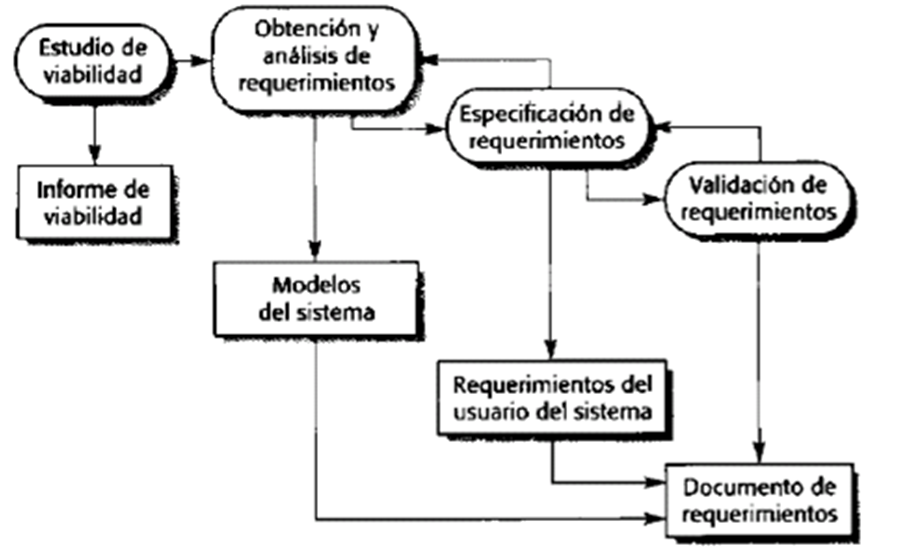 Estudio de
viabilidad
Obtención y
análisis de
requerimientos
Especificación de
requerimientos
Validación de
requerimientos
Informe de
viabilidad
Modelos
del sistema
Requerimientos del
usuario del sistema
Documento de
requerimientos